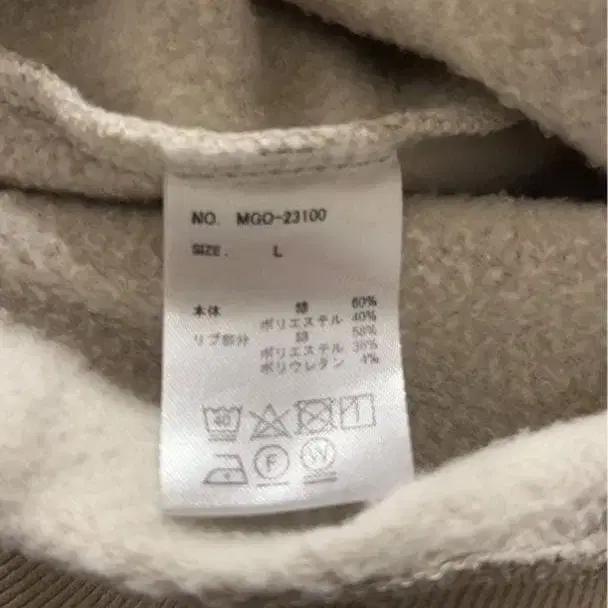 NO. MGO-23100
SIZE. L
本体 綿 60%
ポリエステル 40%
リブ部分 綿 58%
ポリエステル 38%
ポリウレタン 4%
40
F W